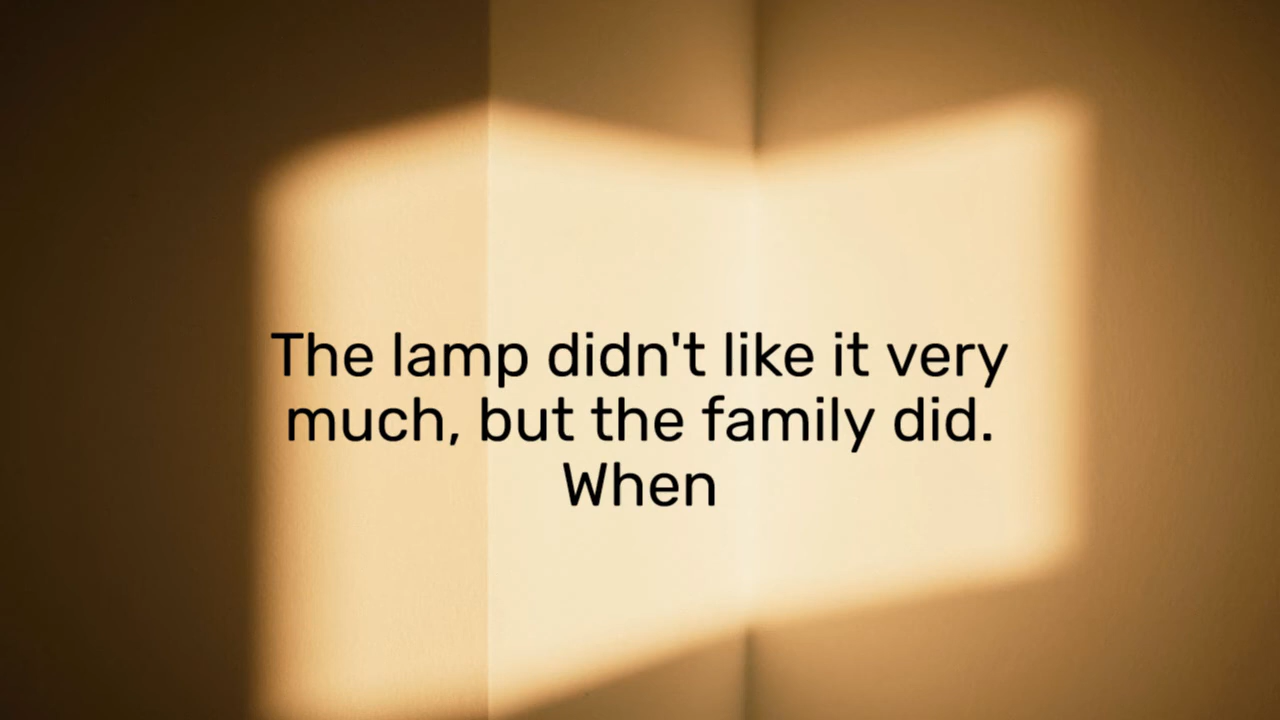 The lamp didn't like it very
much, but the family did.
When